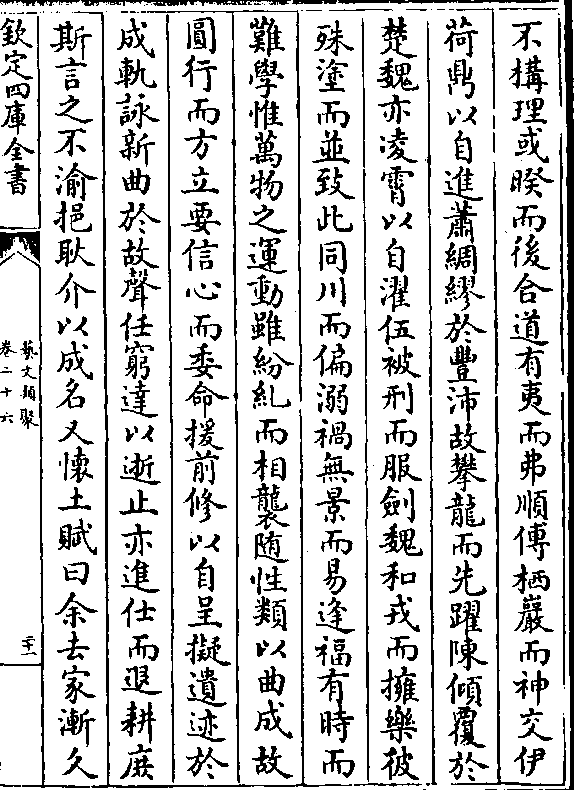 不構理或暌而後合道有夷而弗順傅栖巖而神交伊
荷鼎以自進蕭綢繆於豐沛故攀龍而先躍陳傾覆於
楚魏亦凌霄以自濯伍被刑而服劍魏和戎而擁樂彼
殊塗而並致此同川而偏溺禍無景而易逢福有時而
難學惟萬物之運動雖紛糺而相襲随性類以曲成故
圓行而方立要信心而委命援前修以自呈擬遺迹於
成軌詠新曲於故聲任窮達以逝止亦進仕而退耕庶
斯言之不渝挹耿介以成名又懷土賦曰余去家漸久
欽定四庫全書
藝文類聚
卷二十六
二十一